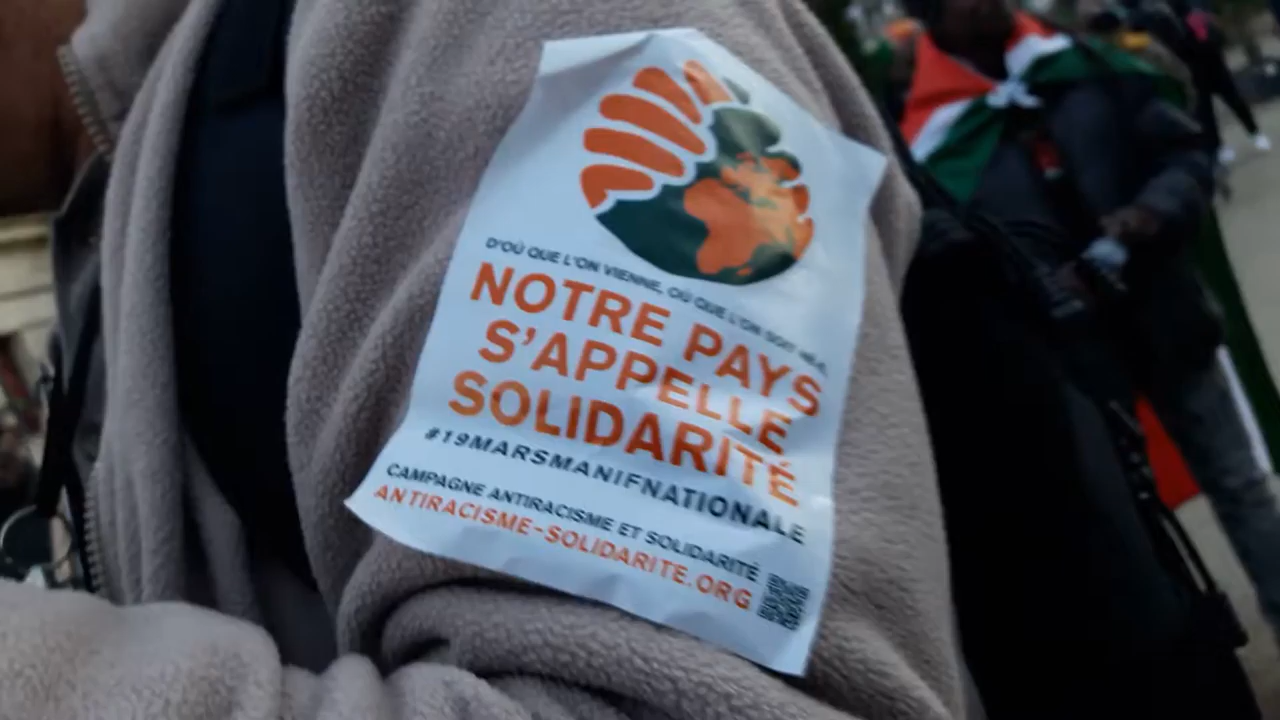 D'OÙ QUE L'ON VIENNE, OÙ QUE L'ON SOIT NÉ.E,
NOTRE PAYS
S'APPELLE
SOLIDARITÉ
#19MARSMANIFNATIONALE
CAMPAGNE ANTIRACISME ET SOLIDARITÉ
ANTIRACISME-SOLIDARITE.ORG